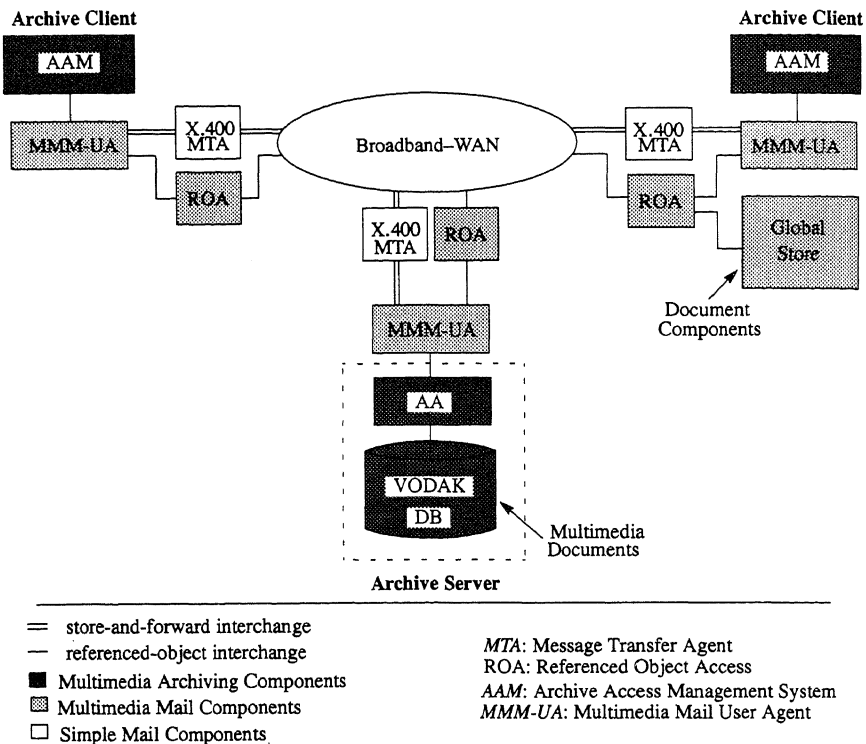 Archive Client
AAM
MMM-UA
X.400
MTA
ROA
Broadband–WAN
Archive Client
AAM
X.400
MTA
MMM-UA
ROA
Global
Store
Document
Components
X.400
MTA
ROA
MMM-UA
AA
VODAK
DB
Multimedia
Documents
Archive Server
store-and-forward interchange
referenced-object interchange
Multimedia Archiving Components
Multimedia Mail Components
Simple Mail Components
MTA: Message Transfer Agent
ROA: Referenced Object Access
AAM: Archive Access Management System
MMM-UA: Multimedia Mail User Agent